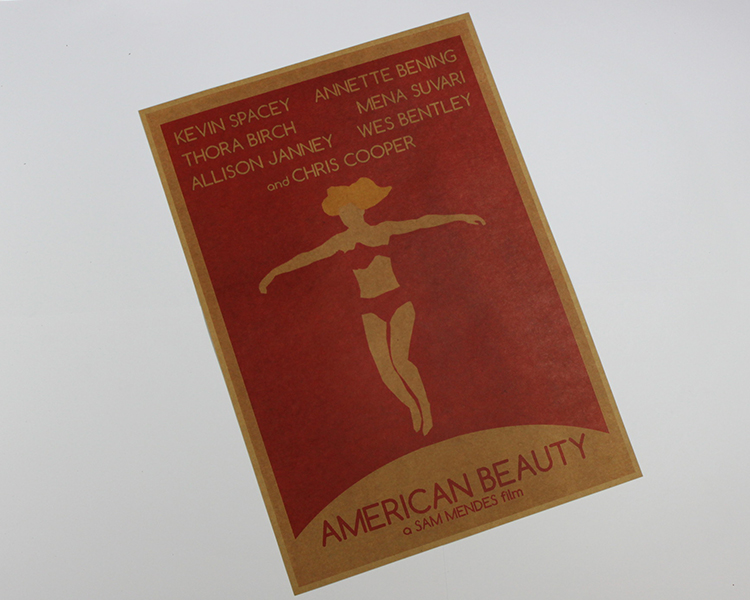 KEVIN SPACEY ANNETTE BENING
THORA BIRCH MENA SUVARI
ALLISON JANNEY WES BENTLEY
and CHRIS COOPER
AMERICAN BEAUTY
a SAM MENDES film